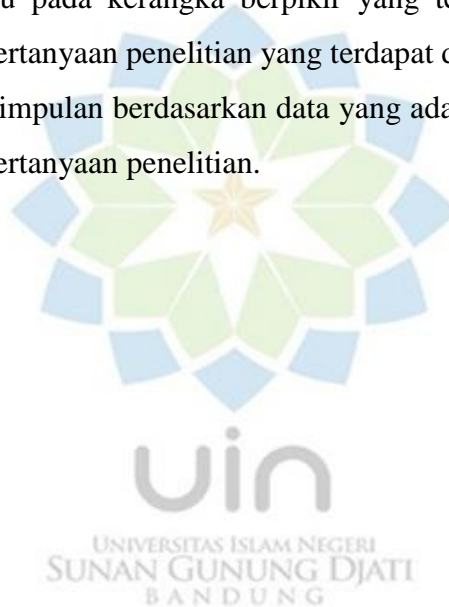 pada kerangka berpikir yang
ertanyaan penelitian yang terdapat
impulan berdasarkan data yang ada
ertanyaan penelitian.
uin
UNIVERSITAS ISLAM NEGERI
SUNAN GUNUNG DJATI
BANDUNG